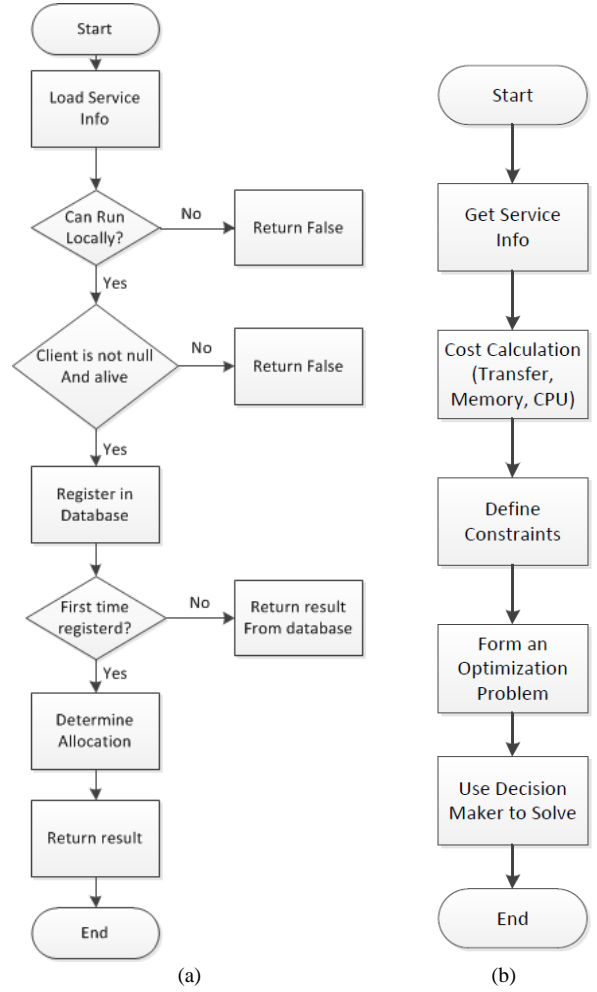 Start
Load Service
Info
Can Run
Locally?
No
Return False
Yes
Client is not null
And alive
No
Return False
Yes
Register in
Database
First time
registerd?
No
Return result
From database
Yes
Determine
Allocation
Return result
End
(a)
Start
Get Service
Info
Cost Calculation
(Transfer,
Memory, CPU)
Define
Constraints
Form an
Optimization
Problem
Use Decision
Maker to Solve
End
(b)